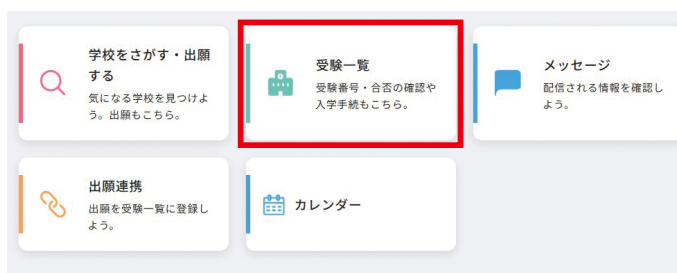 学校をさがす・出願
する
気になる学校を見つけよ
う。出願もこちら。
受験一覧
受験番号・合否の確認や
入学手続もこちら。
メッセージ
配信される情報を確認し
よう。
出願連携
出願を受験一覧に登録し
よう。
カレンダー